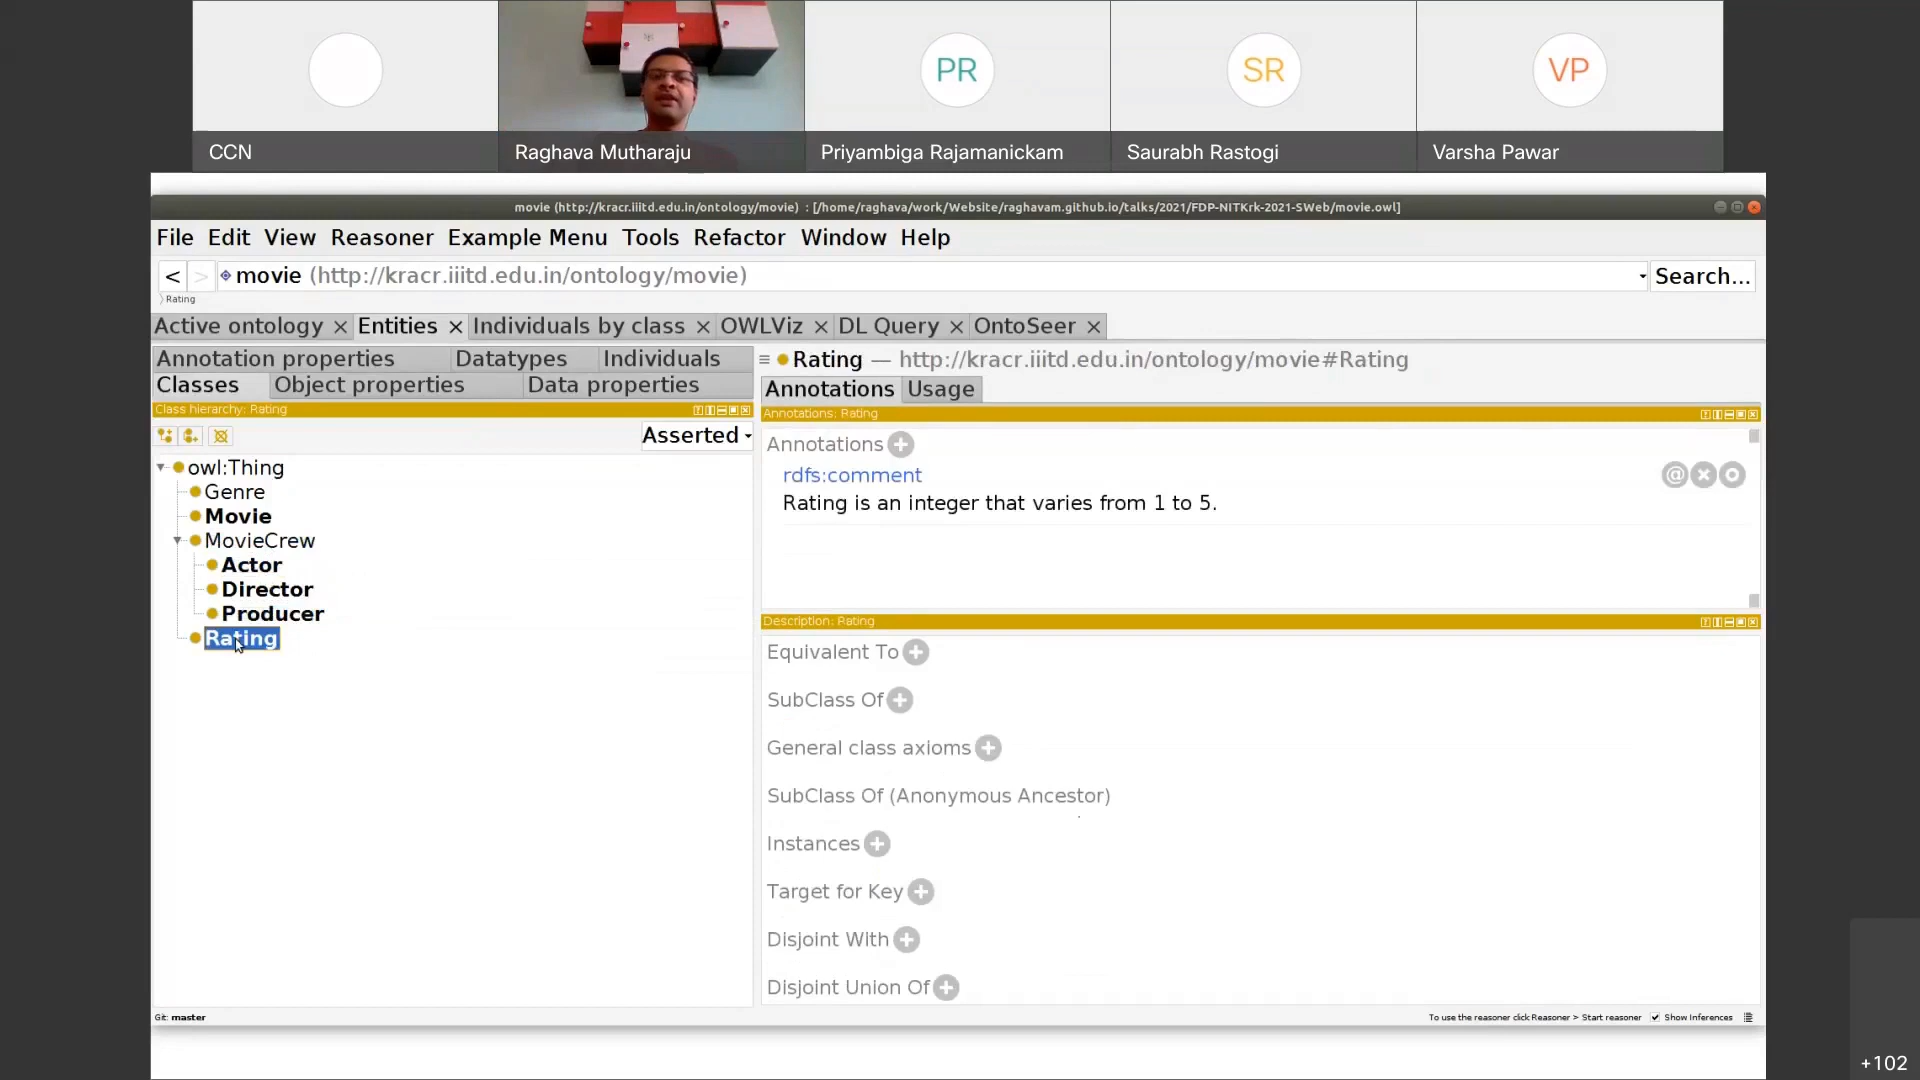 PR
SR
VP
CCN
Raghava Mutharaju
Priyambiga Rajamanickam
Saurabh Rastogi
Varsha Pawar
movie (http://kracr.iiitd.edu.in/ontology/movie) : [/home/raghava/work/Website/raghavam.github.io/talks/2021/FDP-NITKrk-2021-SWeb/movie.owl]
File Edit View Reasoner Example Menu Tools Refactor Window Help
< > movie (http://kracr.iiitd.edu.in/ontology/movie) Search...
Rating
Active ontology × Entities × Individuals by class × OWLViz × DL Query × OntoSeer ×
Annotation properties Datatypes Individuals
Classes Object properties Data properties
Class hierarchy: Rating
Asserted
owl:Thing
Genre
Movie
MovieCrew
Actor
Director
Producer
Rating
Rating — http://kracr.iiitd.edu.in/ontology/movie#Rating
Annotations Usage
Annotations: Rating
Annotations
rdfs:comment
Rating is an integer that varies from 1 to 5.
Description: Rating
Equivalent To
SubClass Of
General class axioms
SubClass Of (Anonymous Ancestor)
Instances
Target for Key
Disjoint With
Disjoint Union Of
Git: master
To use the reasoner click Reasoner > Start reasoner Show Inferences
+102